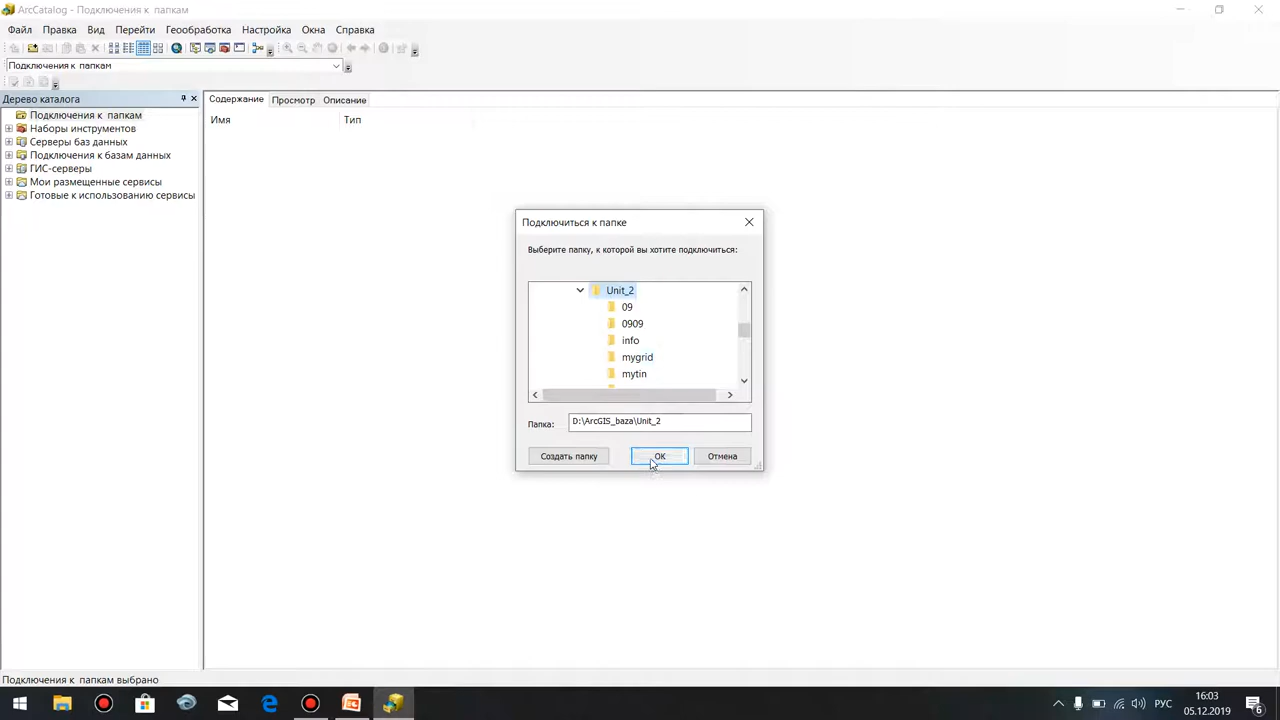 ArcCatalog - Подключения к папкам
Файл Правка Вид Перейти Геообработка Настройка Окна Справка
Подключения к папкам
Дерево каталога
Подключения к папкам
Наборы инструментов
Серверы баз данных
Подключения к базам данных
ГИС-серверы
Мои размещенные сервисы
Готовые к использованию сервисы
Содержание Просмотр Описание
Имя Тип
Подключиться к папке
Выберите папку, к которой вы хотите подключиться:
Unit_2
09
0909
info
mygrid
mytin
Папка: D:\ArcGIS_baza\Unit_2
Создать папку OK Отмена
Подключения к папкам выбрано
РУС
16:03
05.12.2019
6